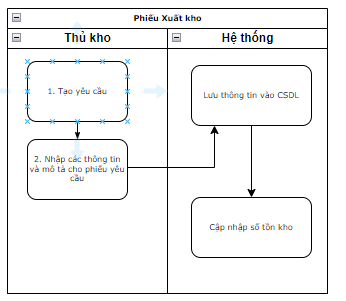 Phiếu Xuất kho
Thủ kho
Hệ thống
1. Tạo yêu cầu
Lưu thông tin vào CSDL
2. Nhập các thông tin
và mô tả cho phiếu yêu
cầu
Cập nhập số tồn kho